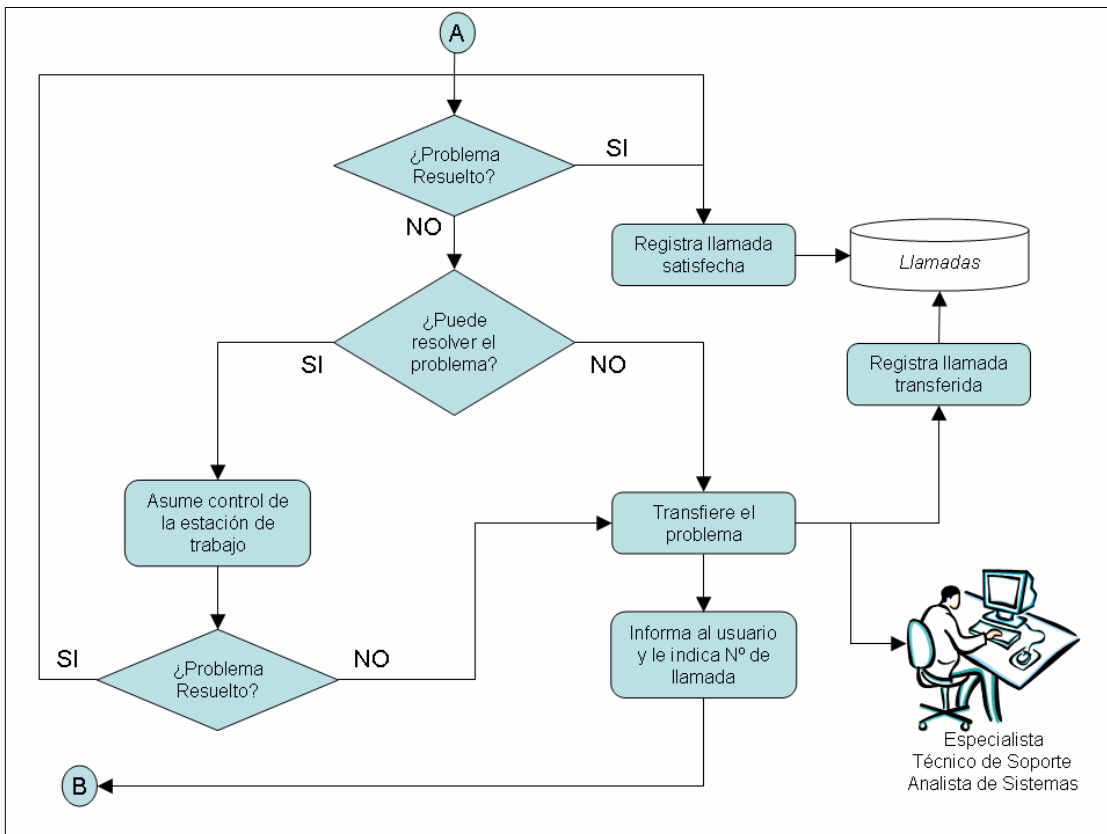 A
¿Problema
Resuelto?
SI
NO
Registra llamada
satisfecha
Llamadas
¿Puede
resolver el
problema?
SI
NO
Registra llamada
transferida
Asume control de
la estación de
trabajo
Transfiere el
problema
¿Problema
Resuelto?
SI
NO
Informa al usuario
y le indica Nº de
llamada
Especialista
Técnico de Soporte
Analista de Sistemas
B